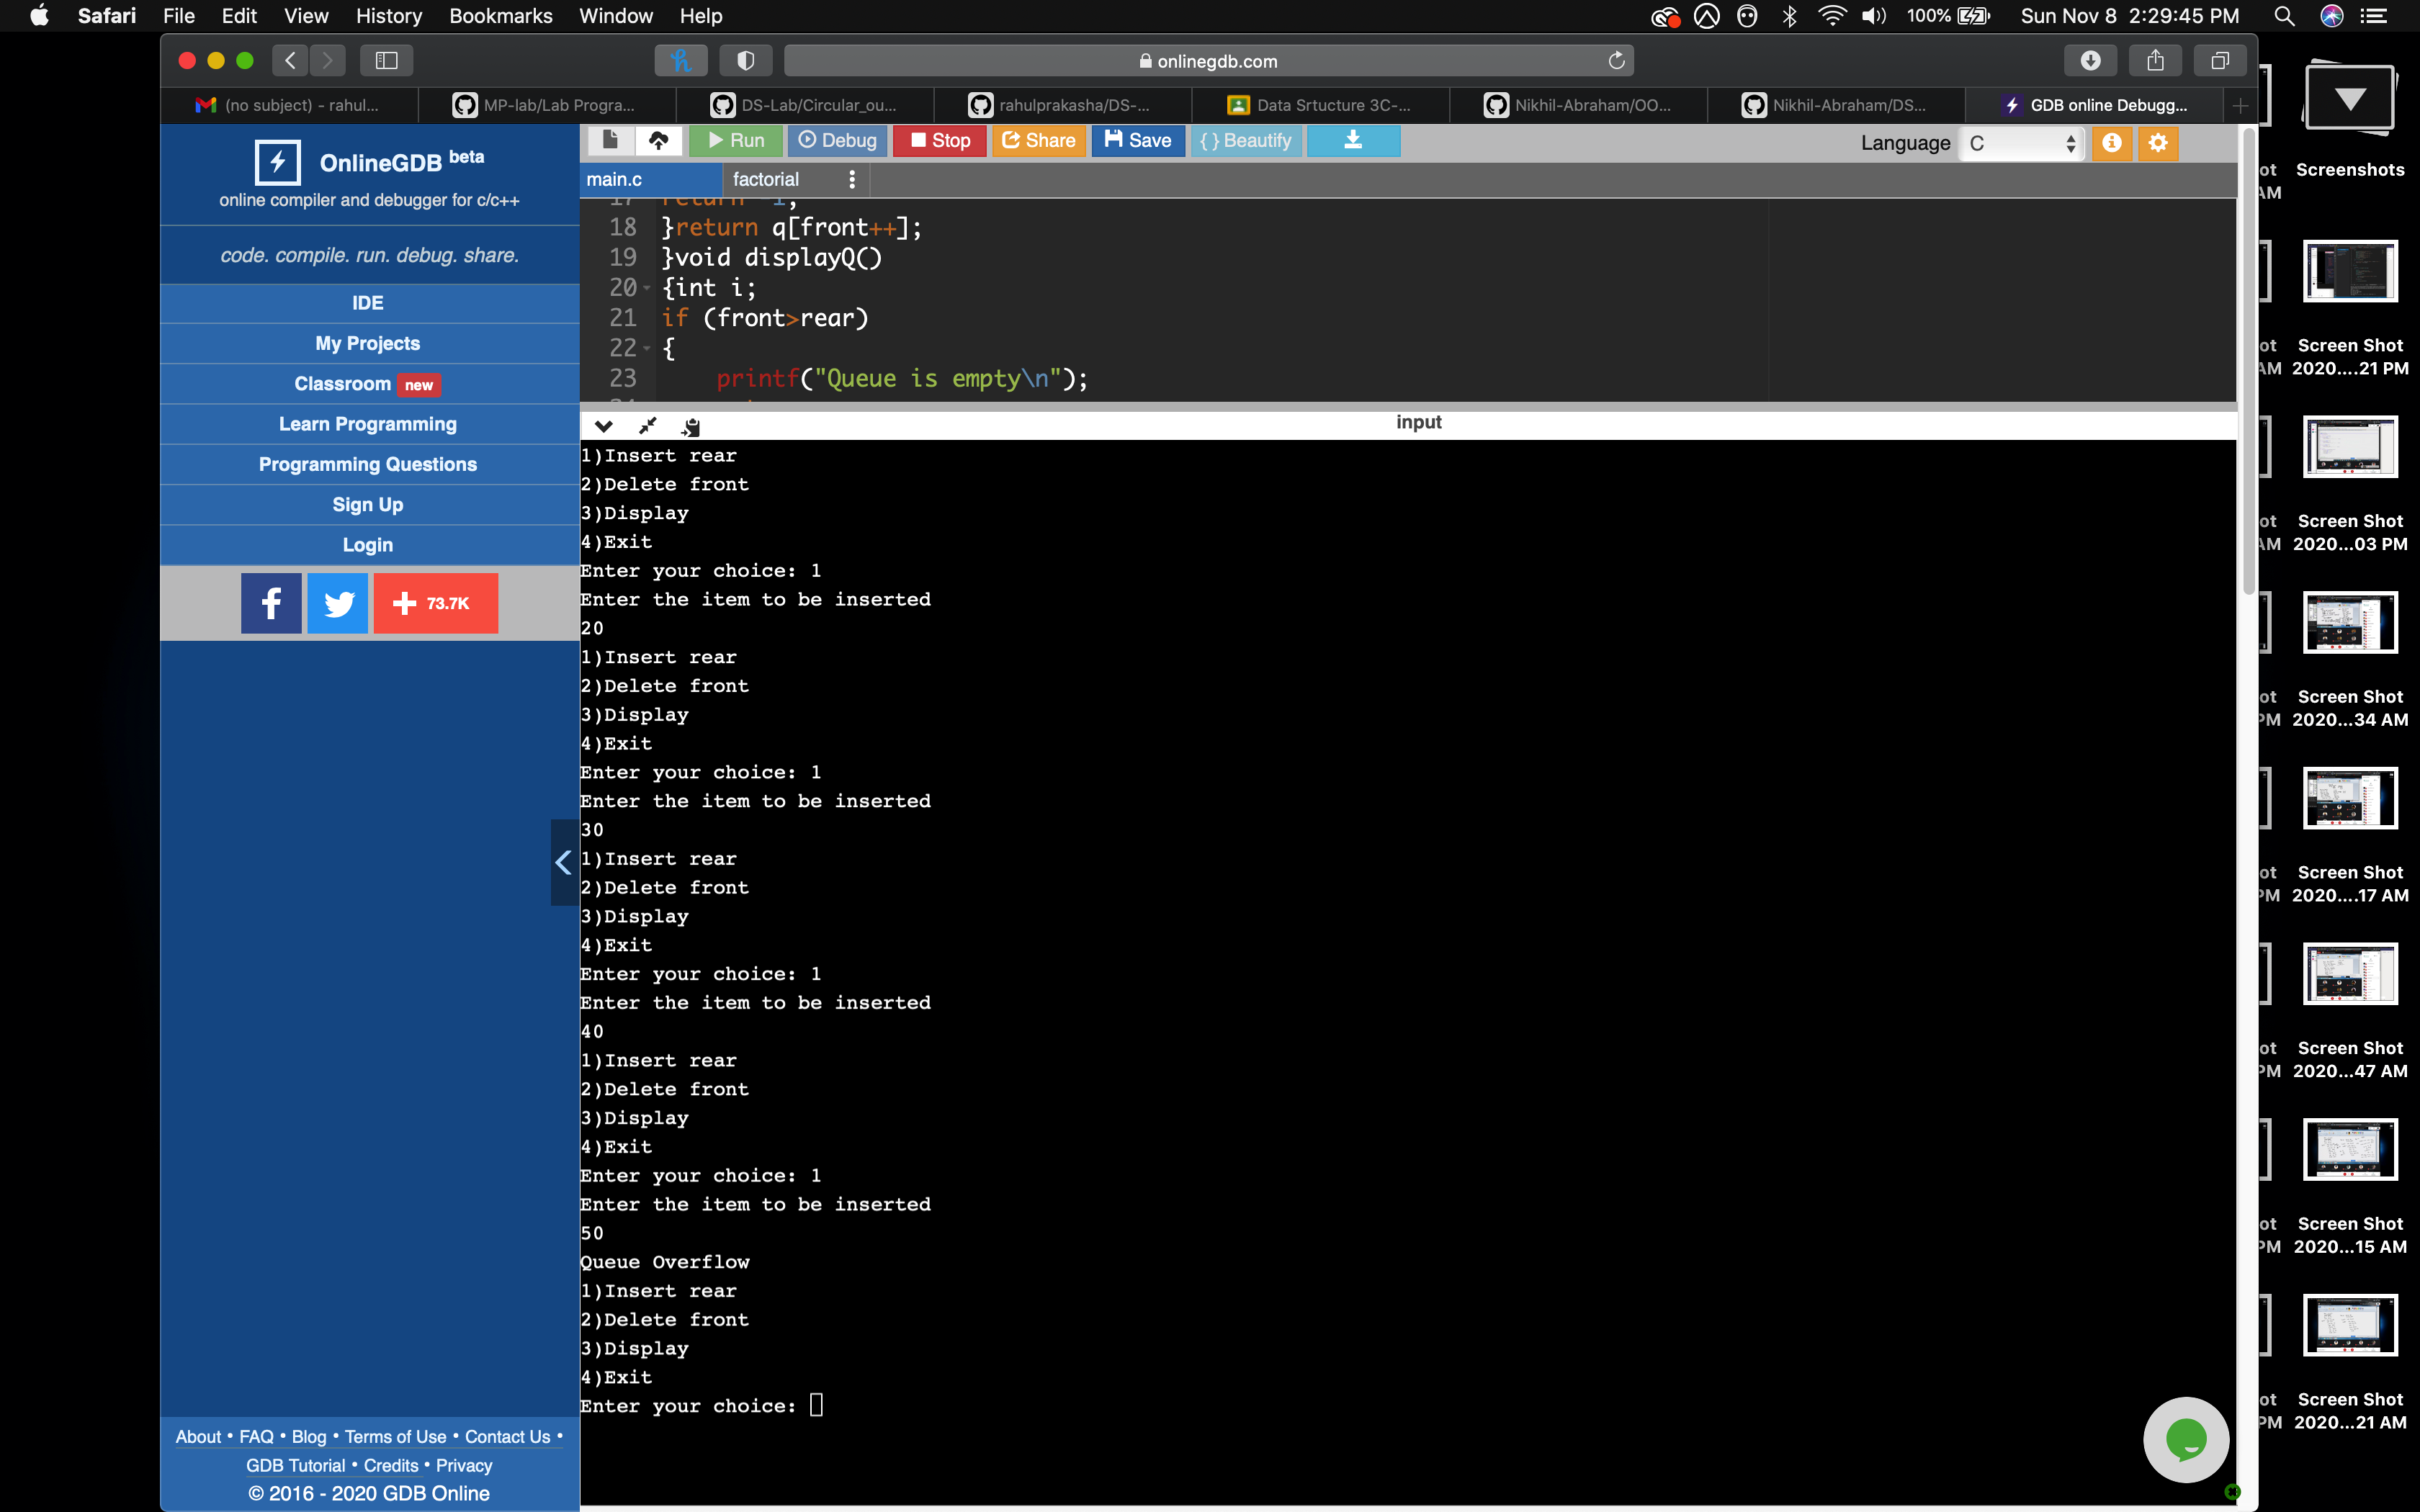 Safari File Edit View History Bookmarks Window Help 100% Sun Nov 8 2:29:45 PM
onlinegdb.com
(no subject) - rahul... MP-lab/Lab Progra... DS-Lab/Circular_ou... rahulprakasha/DS-... Data Srtucture 3C-... Nikhil-Abraham/OO... Nikhil-Abraham/DS... GDB online Debugg...
OnlineGDB beta
online compiler and debugger for c/c++
code. compile. run. debug. share.
IDE
My Projects
Classroom new
Learn Programming
Programming Questions
Sign Up
Login
f 73.7K
About • FAQ • Blog • Terms of Use • Contact Us •
GDB Tutorial • Credits • Privacy
© 2016 - 2020 GDB Online
Run Debug Stop Share Save { } Beautify Language C
main.c factorial
17 return -1;
18 }return q[front++];
19 }void displayQ()
20 {int i;
21 if (front>rear)
22 {
23 printf("Queue is empty\n");
input
1)Insert rear
2)Delete front
3)Display
4)Exit
Enter your choice: 1
Enter the item to be inserted
20
1)Insert rear
2)Delete front
3)Display
4)Exit
Enter your choice: 1
Enter the item to be inserted
30
1)Insert rear
2)Delete front
3)Display
4)Exit
Enter your choice: 1
Enter the item to be inserted
40
1)Insert rear
2)Delete front
3)Display
4)Exit
Enter your choice: 1
Enter the item to be inserted
50
Queue Overflow
1)Insert rear
2)Delete front
3)Display
4)Exit
Enter your choice:
Screenshots
Screen Shot
2020....21 PM
Screen Shot
2020...03 PM
Screen Shot
2020...34 AM
Screen Shot
2020....17 AM
Screen Shot
2020...47 AM
Screen Shot
2020...15 AM
Screen Shot
2020...21 AM